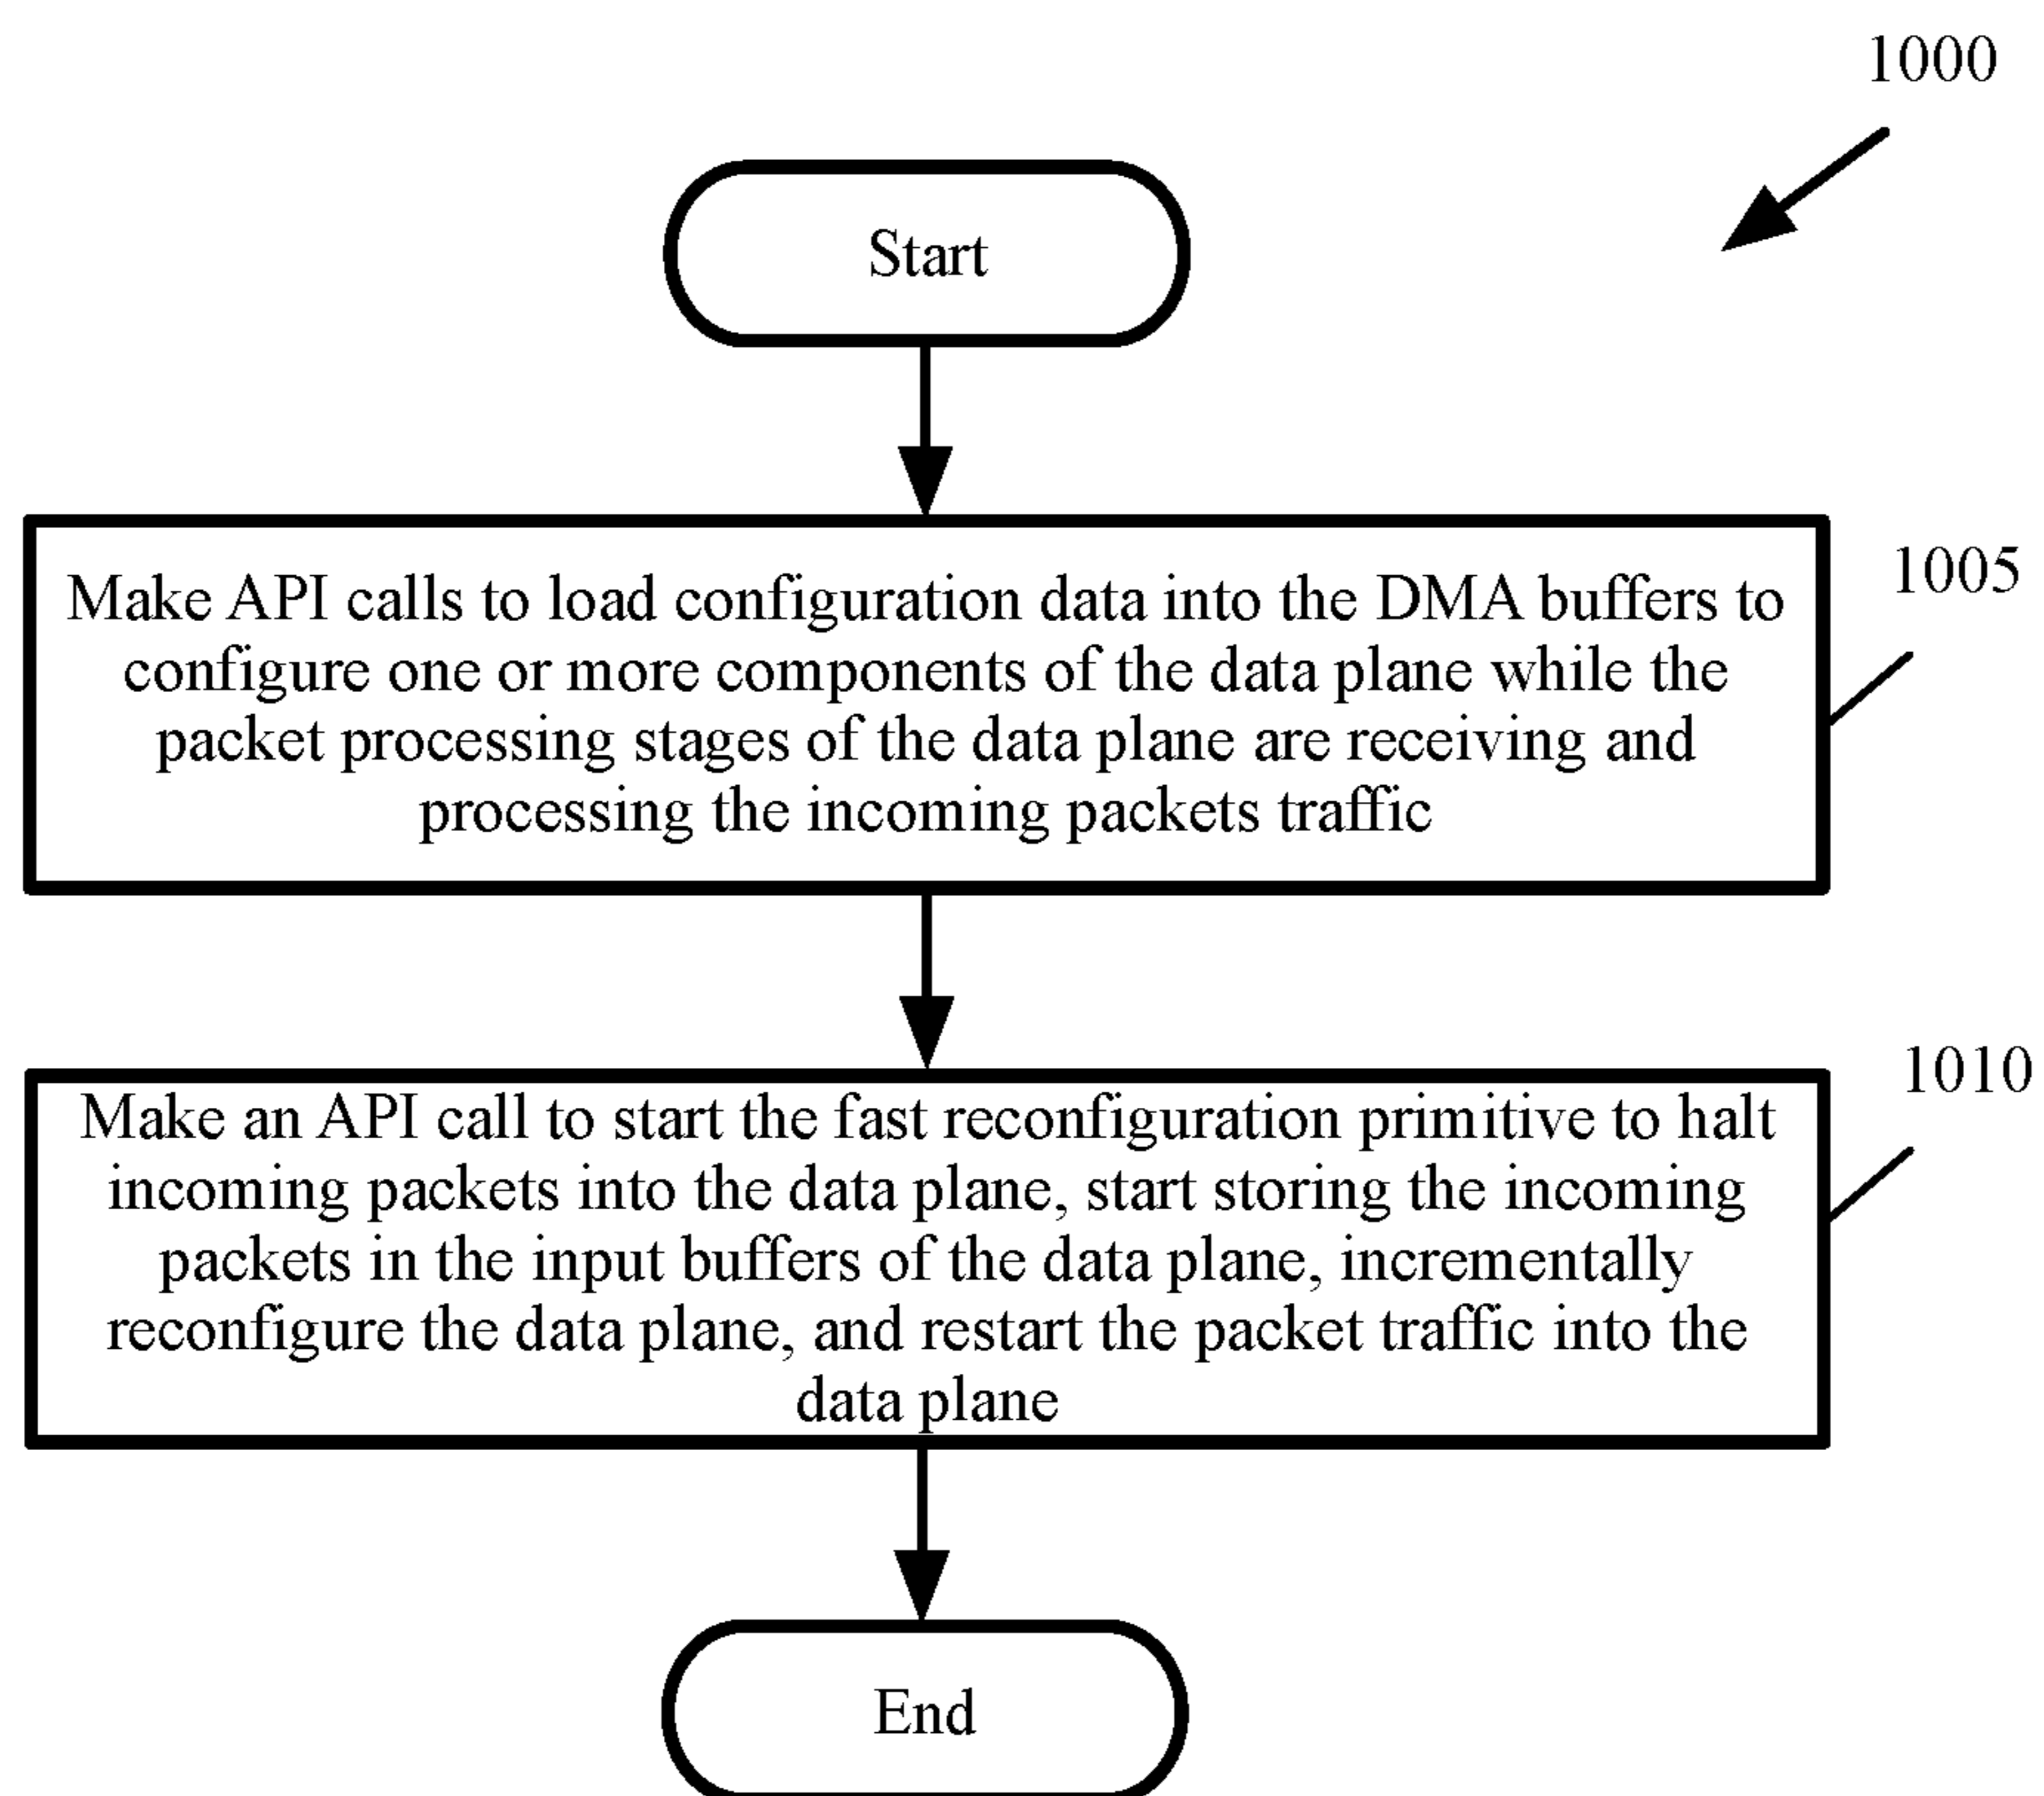 1000
Start
Make API calls to load configuration data into the DMA buffers to
configure one or more components of the data plane while the
packet processing stages of the data plane are receiving and
processing the incoming packets traffic
1005
Make an API call to start the fast reconfiguration primitive to halt
incoming packets into the data plane, start storing the incoming
packets in the input buffers of the data plane, incrementally
reconfigure the data plane, and restart the packet traffic into the
data plane
1010
End